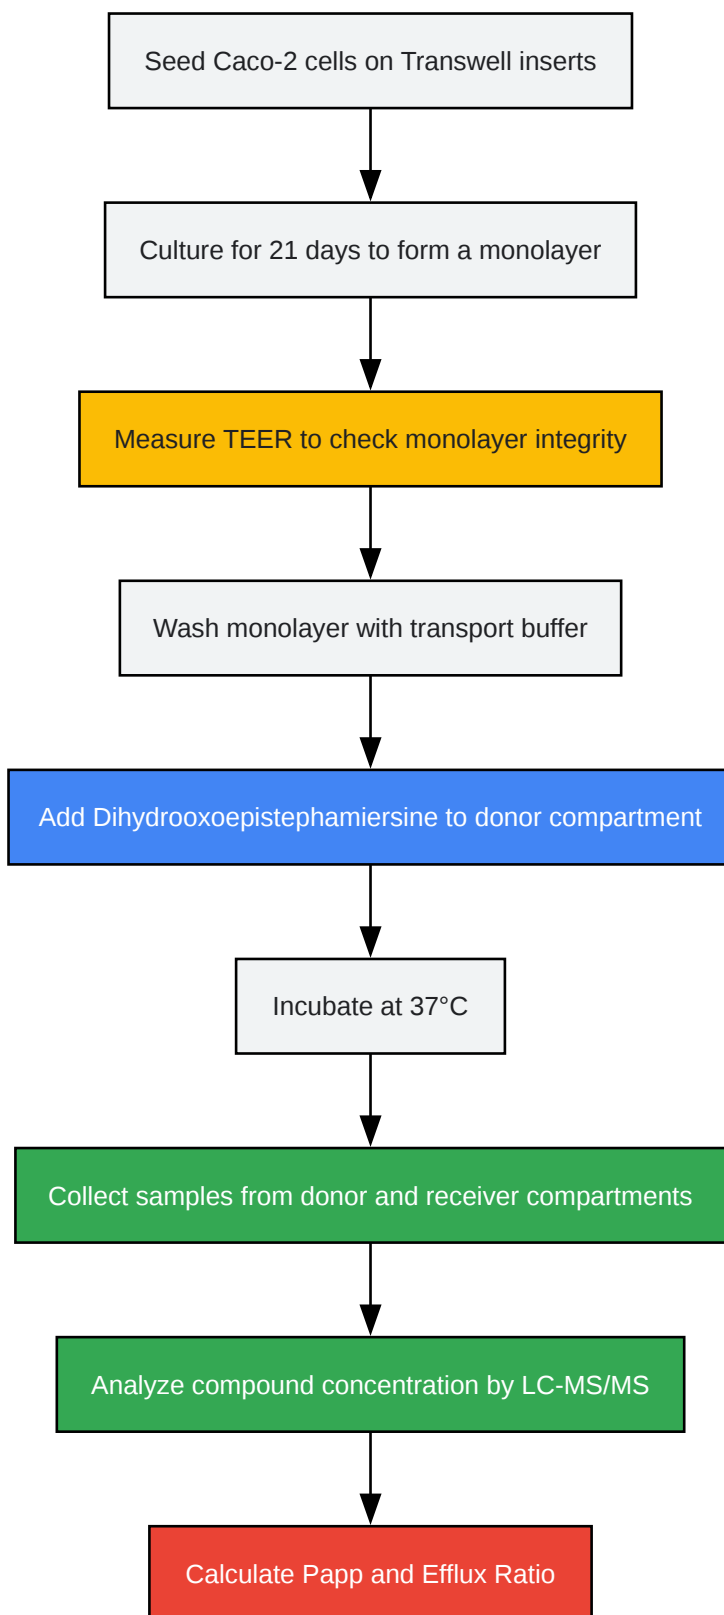 Seed Caco-2 cells on Transwell inserts
Culture for 21 days to form a monolayer
Measure TEER to check monolayer integrity
Wash monolayer with transport buffer
Add Dihydrooxoepistephamiersine to donor compartment
Incubate at 37°C
Collect samples from donor and receiver compartments
Analyze compound concentration by LC-MS/MS
Calculate Papp and Efflux Ratio